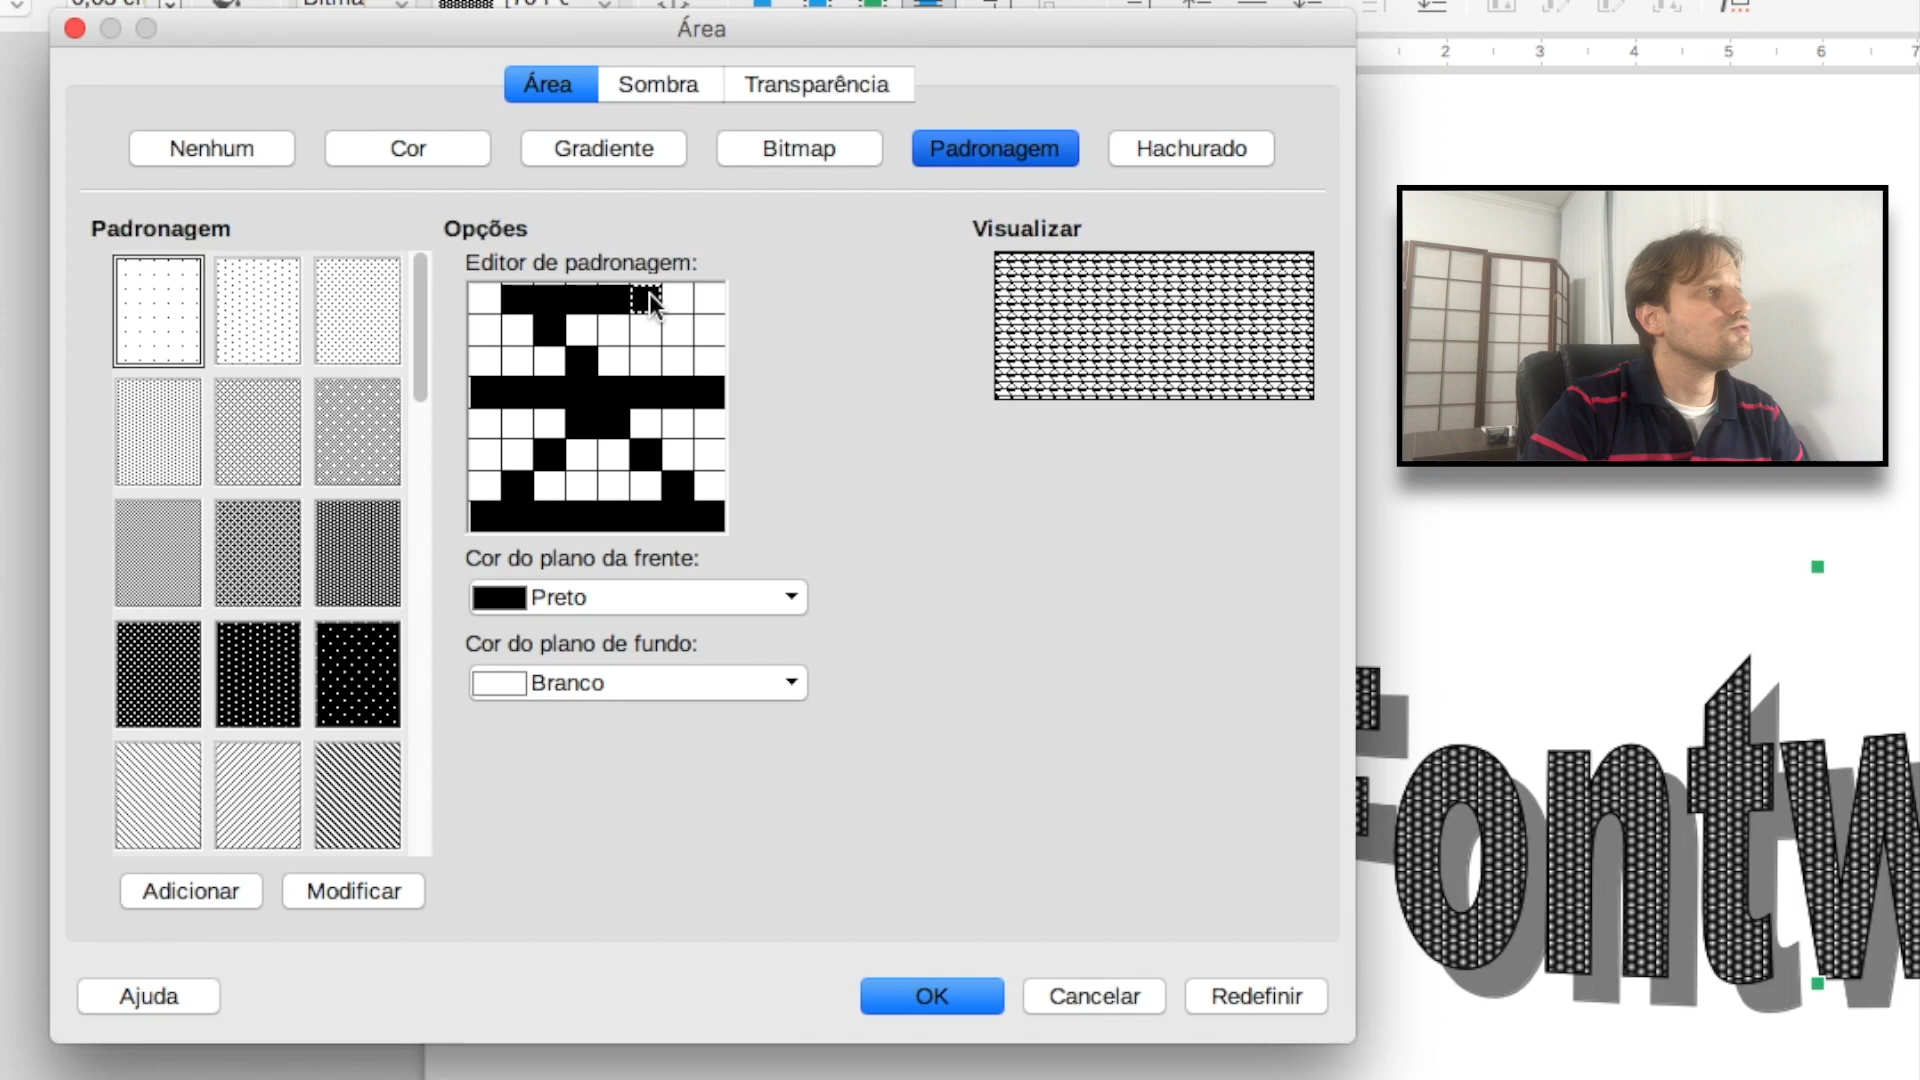 Área
2 3 4 5 6 7
Área Sombra Transparência
Nenhum Cor Gradiente Bitmap Padronagem Hachurado
Padronagem
Opções
Visualizar
Editor de padronagem:
Cor do plano da frente:
Preto
Cor do plano de fundo:
Branco
Adicionar Modificar
Ajuda OK Cancelar Redefinir
Fontw